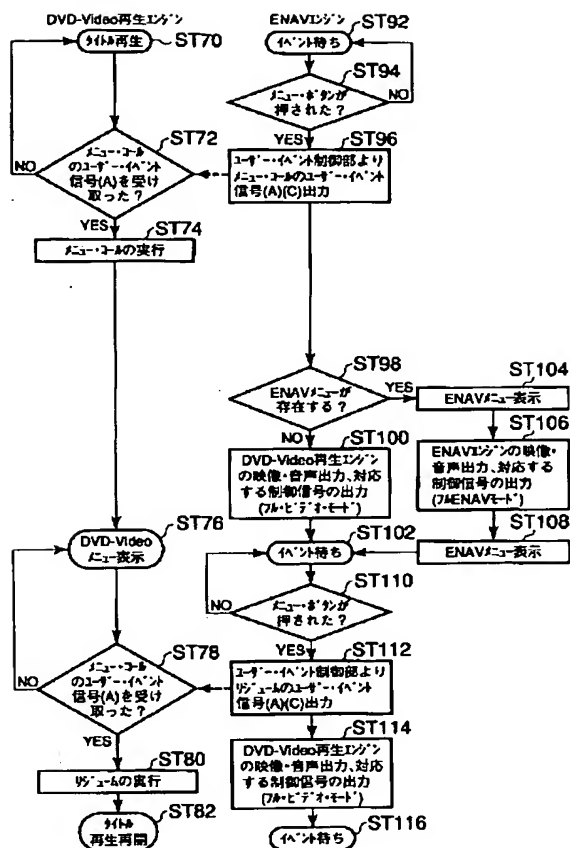 DVD-Video再生エンジン
タイトル再生
ST70
メニュー・コール
のユーザー・イベント
信号(A)を受け
取った？
ST72
NO
YES
ST74
メニュー・コールの実行
ST76
DVD-Video
メニュー表示
ST78
メニュー・コール
のユーザー・イベント
信号(A)を受け
取った？
NO
YES
ST80
リジュームの実行
ST82
タイトル
再生再開
ENAVエンジン
ST92
イベント待ち
ST94
メニュー・ボタンが
押された？
NO
YES
ST96
ユーザー・イベント制御部より
メニュー・コールのユーザー・イベント
信号(A)(C)出力
ST98
ENAVメニューが
存在する？
YES
NO
ST100
DVD-Video再生エンジン
の映像・音声出力、対応
する制御信号の出力
(フル・ビデオ・モード)
ST102
イベント待ち
ST104
ENAVメニュー表示
ST106
ENAVエンジンの映像・
音声出力、対応する
制御信号の出力
(フルENAVモード)
ST108
ENAVメニュー表示
ST110
メニュー・ボタンが
押された？
NO
YES
ST112
ユーザー・イベント制御部より
リジュームのユーザー・イベント
信号(A)(C)出力
ST114
DVD-Video再生エンジン
の映像・音声出力、対応
する制御信号の出力
(フル・ビデオ・モード)
ST116
イベント待ち